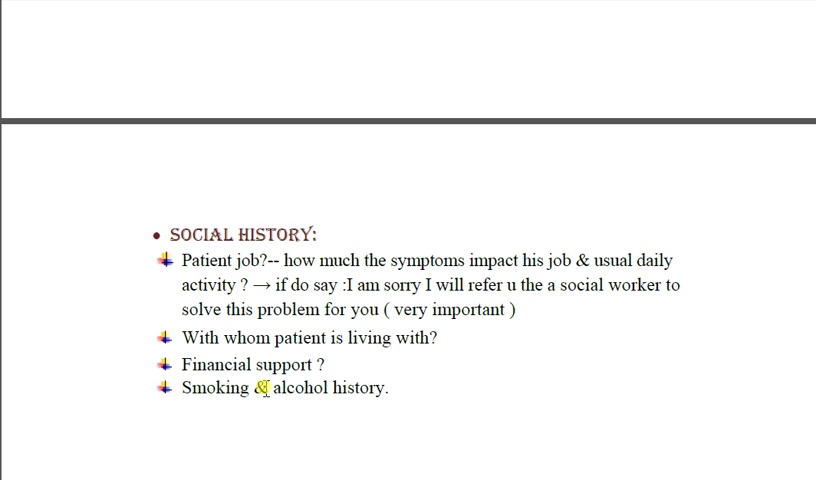 • SOCIAL HISTORY:
Patient job?-- how much the symptoms impact his job & usual daily
activity ? → if do say :I am sorry I will refer u the a social worker to
solve this problem for you ( very important )
With whom patient is living with?
Financial support ?
Smoking & alcohol history.